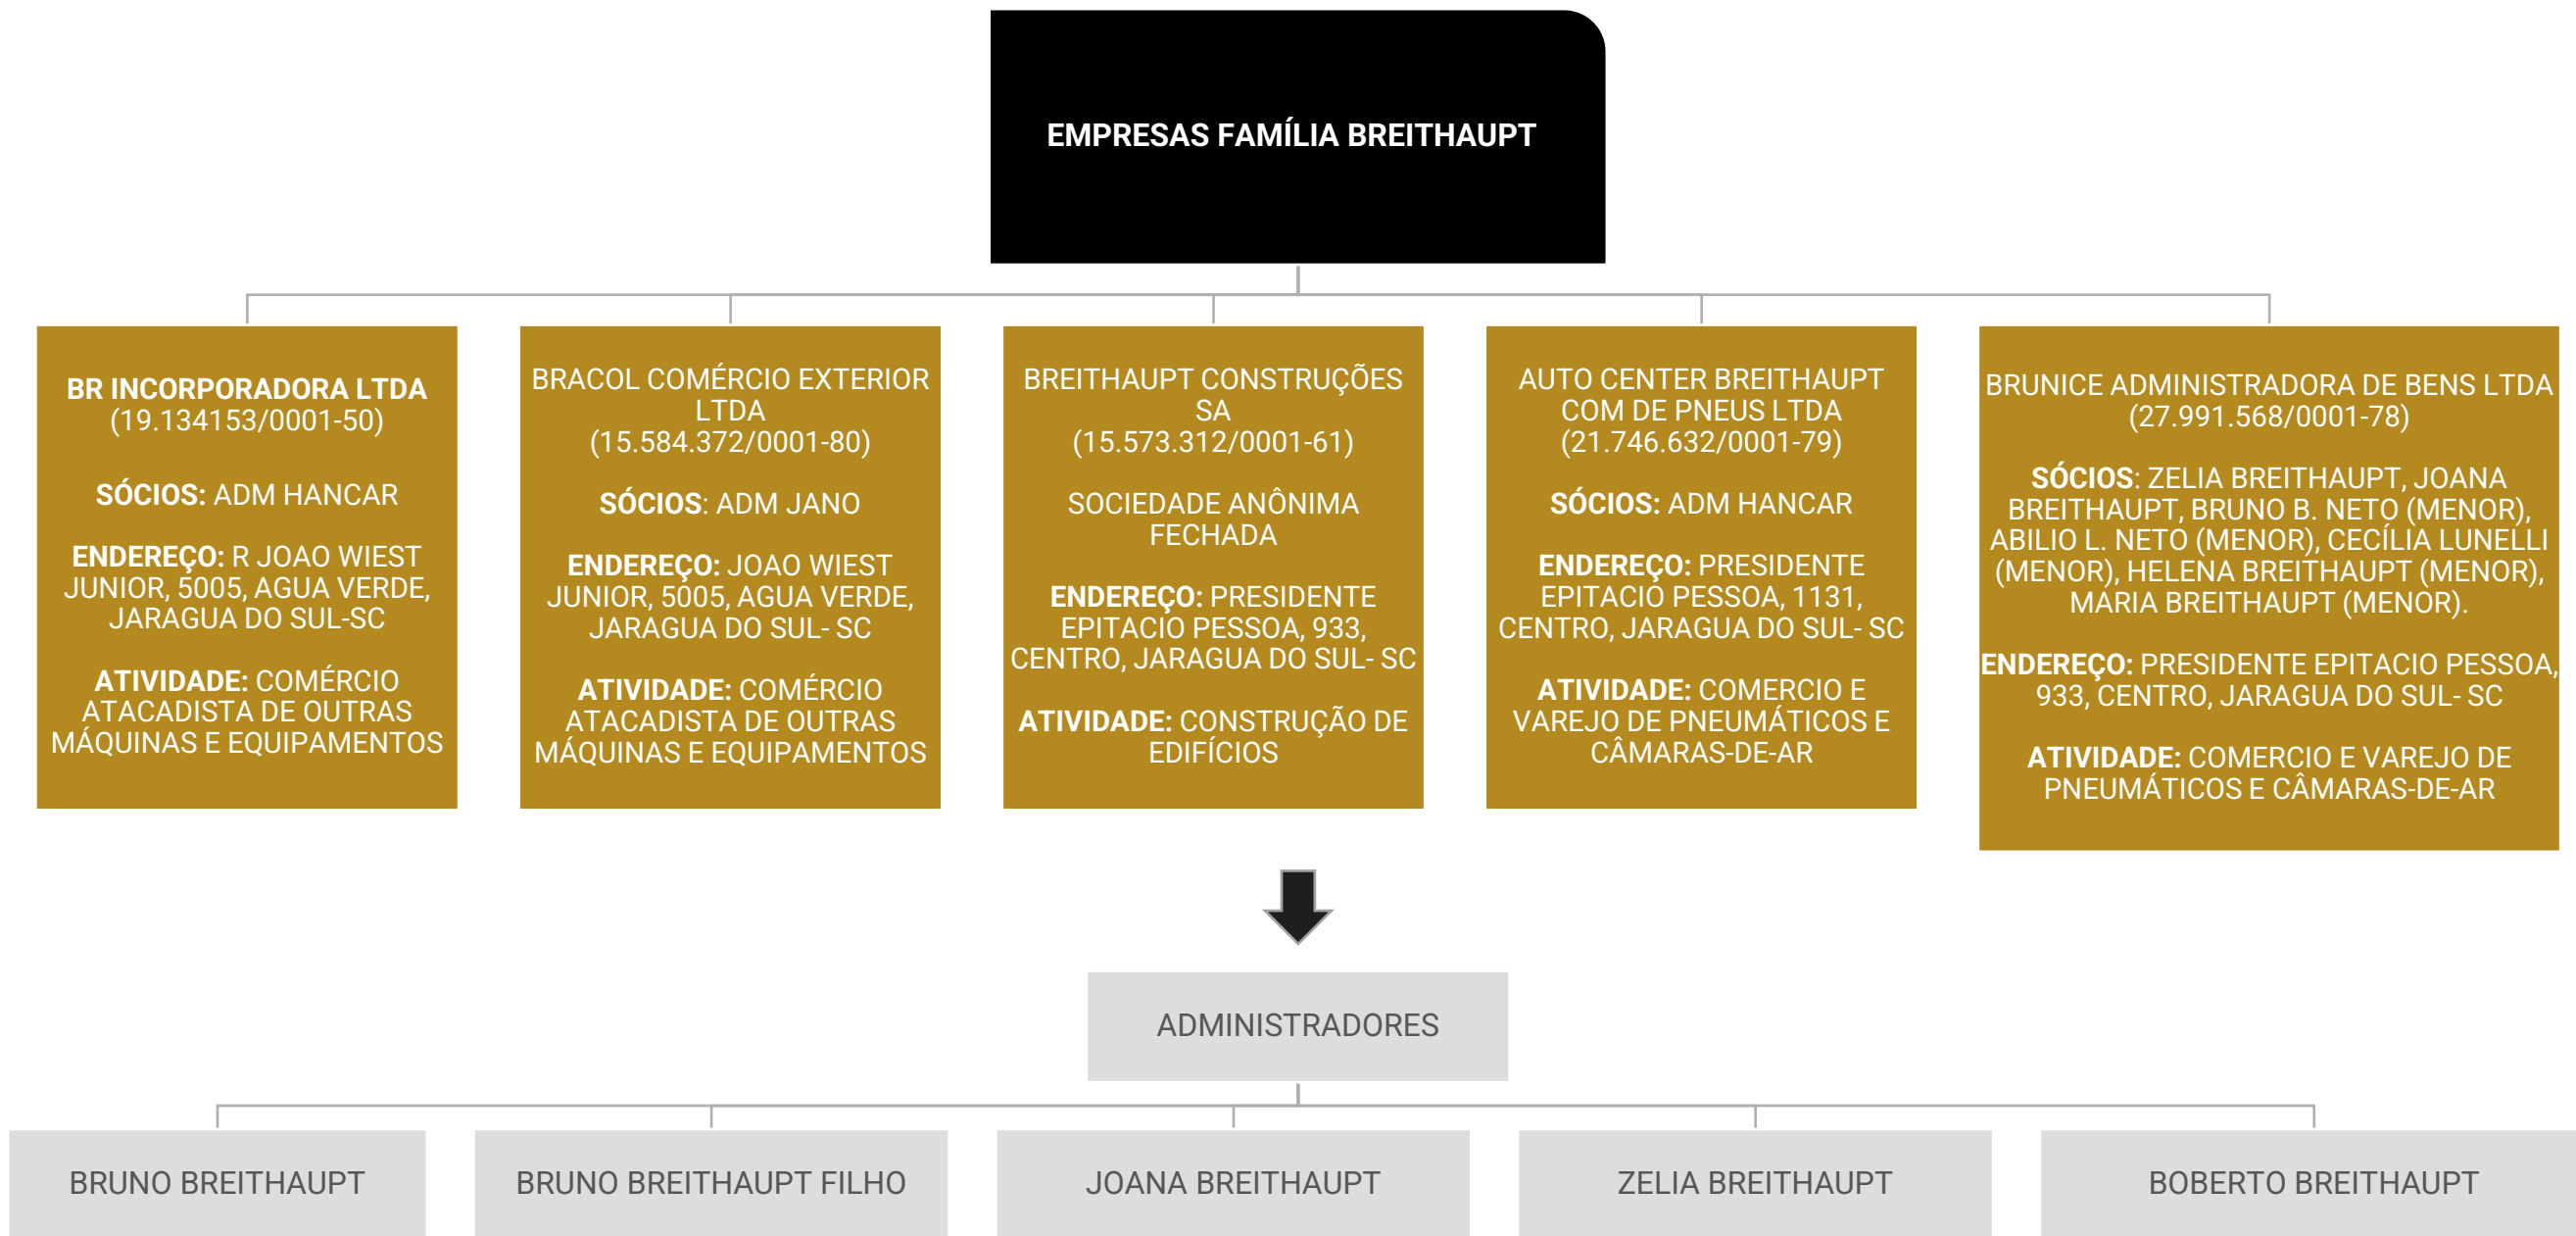 EMPRESAS FAMÍLIA BREITHAUPT
BR INCORPORADORA LTDA
(19.134153/0001-50)
SÓCIOS: ADM HANCAR
ENDEREÇO: R JOAO WIEST
JUNIOR, 5005, AGUA VERDE,
JARAGUA DO SUL-SC
ATIVIDADE: COMÉRCIO
ATACADISTA DE OUTRAS
MÁQUINAS E EQUIPAMENTOS
BRACOL COMÉRCIO EXTERIOR
LTDA
(15.584.372/0001-80)
SÓCIOS: ADM JANO
ENDEREÇO: JOAO WIEST
JUNIOR, 5005, AGUA VERDE,
JARAGUA DO SUL- SC
ATIVIDADE: COMÉRCIO
ATACADISTA DE OUTRAS
MÁQUINAS E EQUIPAMENTOS
BREITHAUPT CONSTRUÇÕES
SA
(15.573.312/0001-61)
SOCIEDADE ANÔNIMA
FECHADA
ENDEREÇO: PRESIDENTE
EPITACIO PESSOA, 933,
CENTRO, JARAGUA DO SUL- SC
ATIVIDADE: CONSTRUÇÃO DE
EDIFÍCIOS
AUTO CENTER BREITHAUPT
COM DE PNEUS LTDA
(21.746.632/0001-79)
SÓCIOS: ADM HANCAR
ENDEREÇO: PRESIDENTE
EPITACIO PESSOA, 1131,
CENTRO, JARAGUA DO SUL- SC
ATIVIDADE: COMERCIO E
VAREJO DE PNEUMÁTICOS E
CÂMARAS-DE-AR
BRUNICE ADMINISTRADORA DE BENS LTDA
(27.991.568/0001-78)
SÓCIOS: ZELIA BREITHAUPT, JOANA
BREITHAUPT, BRUNO B. NETO (MENOR),
ABILIO L. NETO (MENOR), CECÍLIA LUNELLI
(MENOR), HELENA BREITHAUPT (MENOR),
MARIA BREITHAUPT (MENOR).
ENDEREÇO: PRESIDENTE EPITACIO PESSOA,
933, CENTRO, JARAGUA DO SUL- SC
ATIVIDADE: COMERCIO E VAREJO DE
PNEUMÁTICOS E CÂMARAS-DE-AR
ADMINISTRADORES
BRUNO BREITHAUPT
BRUNO BREITHAUPT FILHO
JOANA BREITHAUPT
ZELIA BREITHAUPT
BOBERTO BREITHAUPT